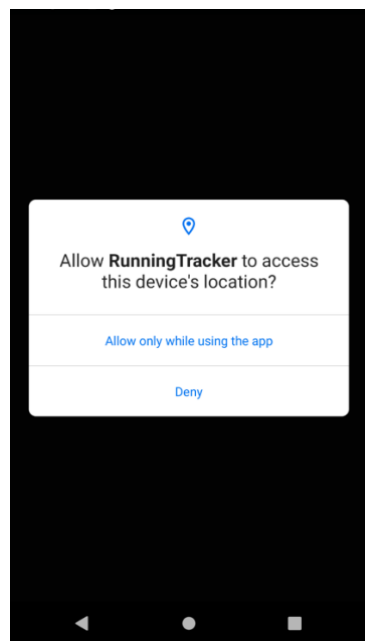 Allow RunningTracker to access
this device's location?
Allow only while using the app
Deny